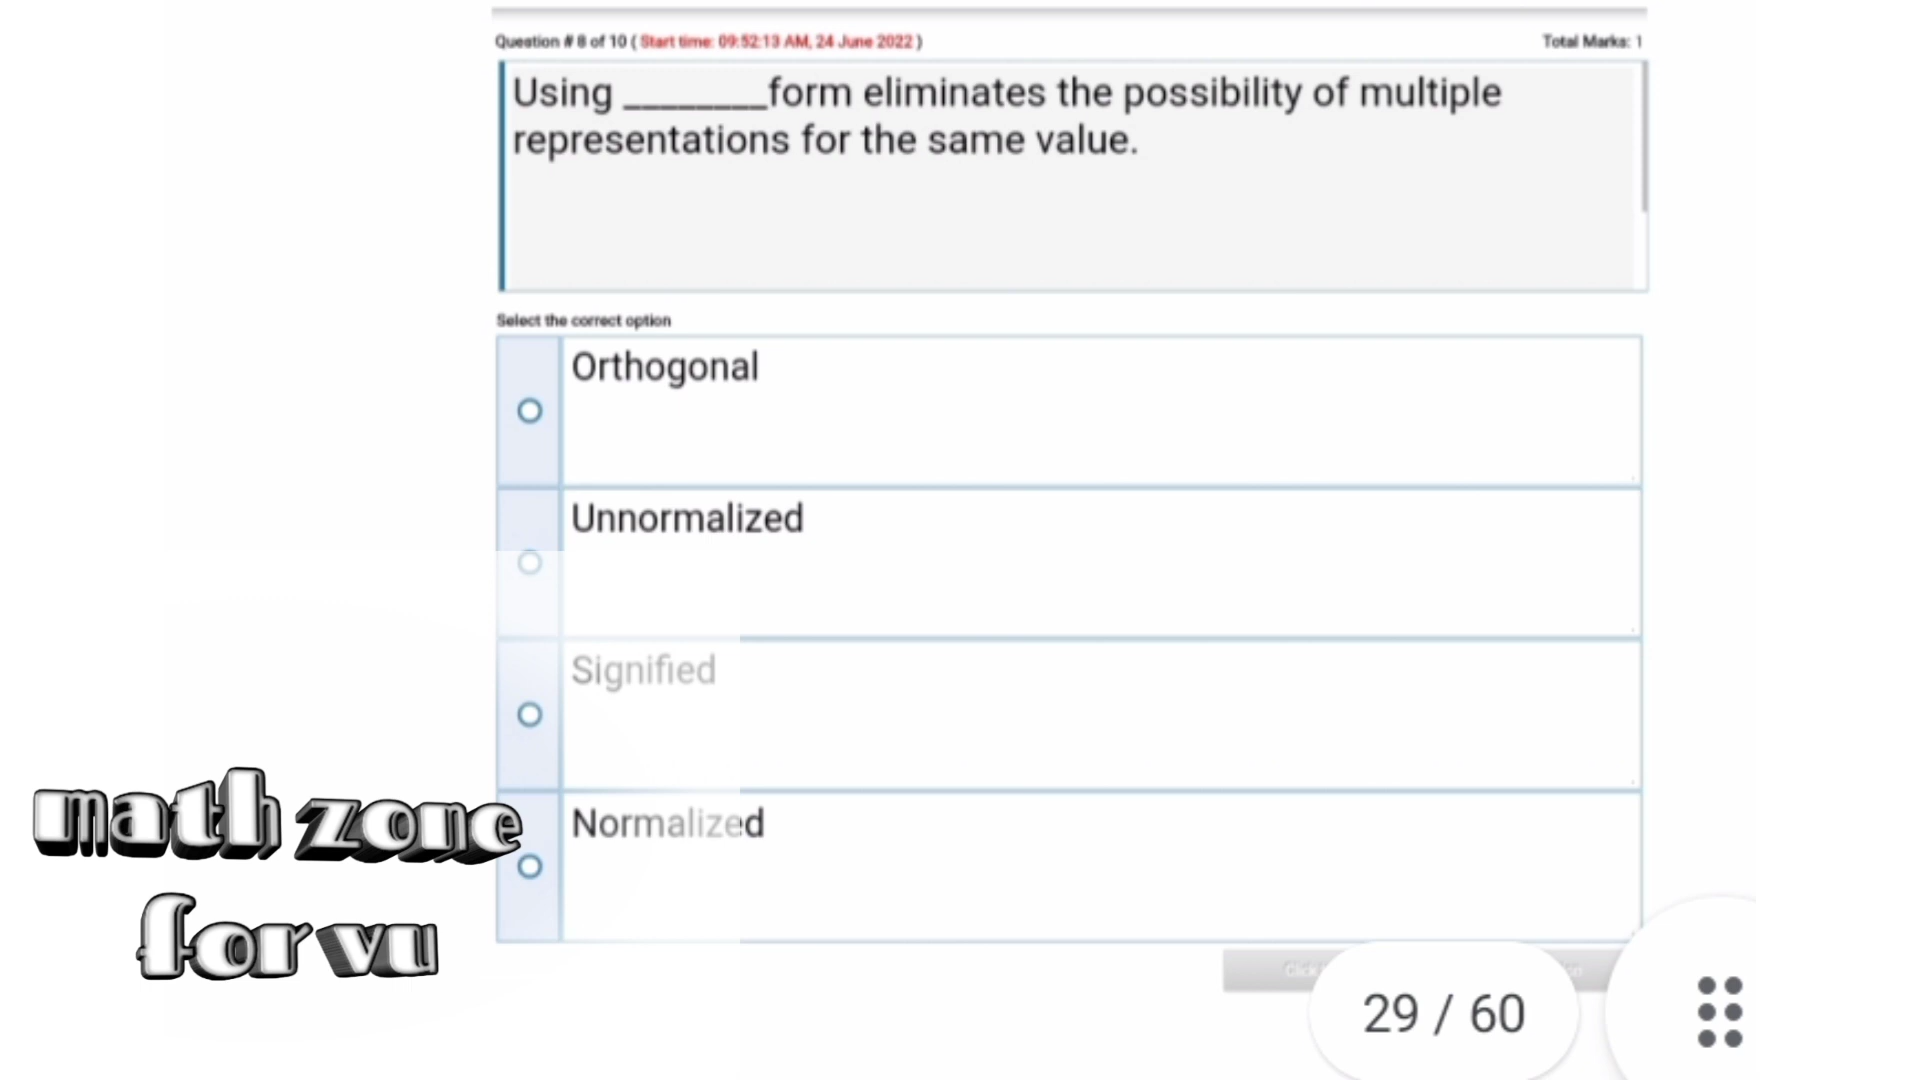 Question # 8 of 10 ( Start time: 09:52:13 AM, 24 June 2022 )
Total Marks: 1
Using ________form eliminates the possibility of multiple
representations for the same value.
Select the correct option
Orthogonal
Unnormalized
Signified
Normalized
math zone
for vu
Click
29 / 60